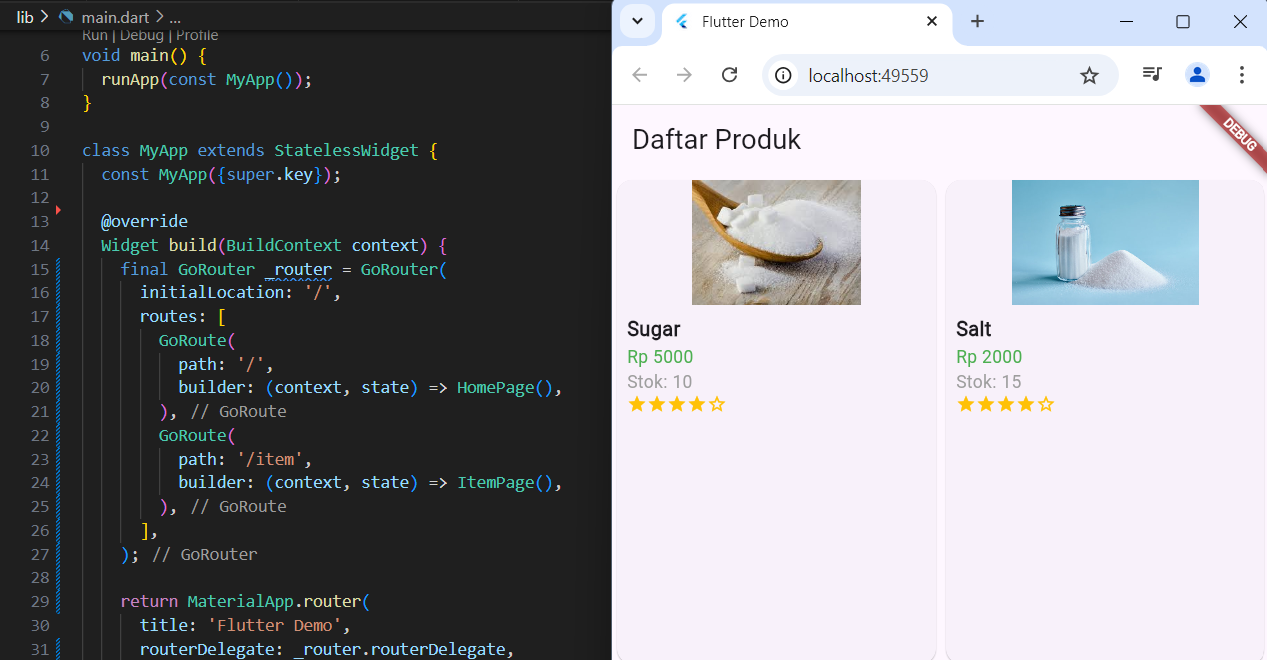 lib > main.dart > ...
Run | Debug | Profile
6 void main() {
7 runApp(const MyApp());
8 }
9
10 class MyApp extends StatelessWidget {
11 const MyApp({super.key});
12
13 @override
14 Widget build(BuildContext context) {
15 final GoRouter _router = GoRouter(
16 initialLocation: '/',
17 routes: [
18 GoRoute(
19 path: '/',
20 builder: (context, state) => HomePage(),
21 ), // GoRoute
22 GoRoute(
23 path: '/item',
24 builder: (context, state) => ItemPage(),
25 ), // GoRoute
26 ],
27 ); // GoRouter
28
29 return MaterialApp.router(
30 title: 'Flutter Demo',
31 routerDelegate: _router.routerDelegate,
Flutter Demo
localhost:49559
DEBUG
Daftar Produk
Sugar
Rp 5000
Stok: 10
Salt
Rp 2000
Stok: 15